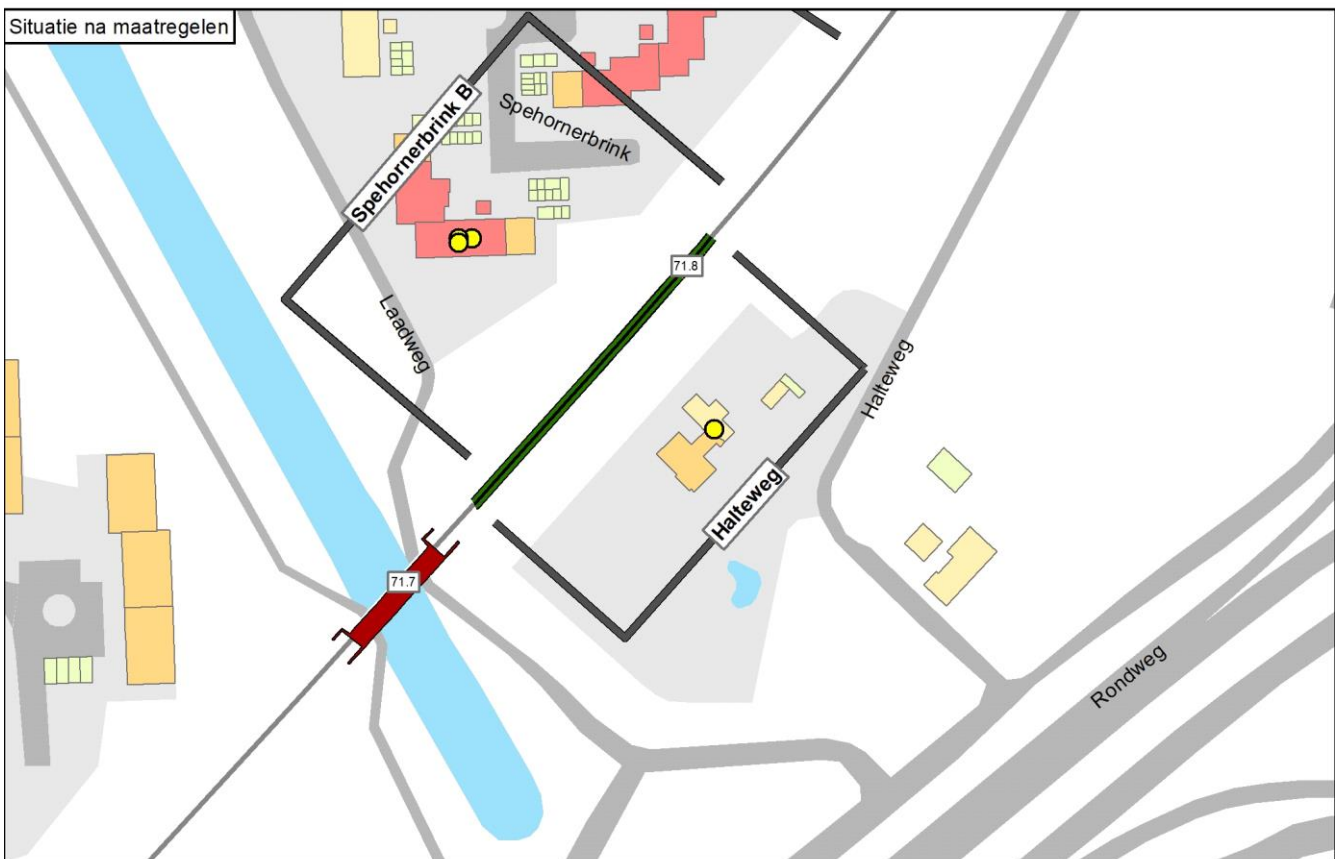 Situatie na maatregelen
Spehornerbrink B
Spehornerbrink
71.8
Laadweg
Halteweg
Halteweg
71.7
Rondweg